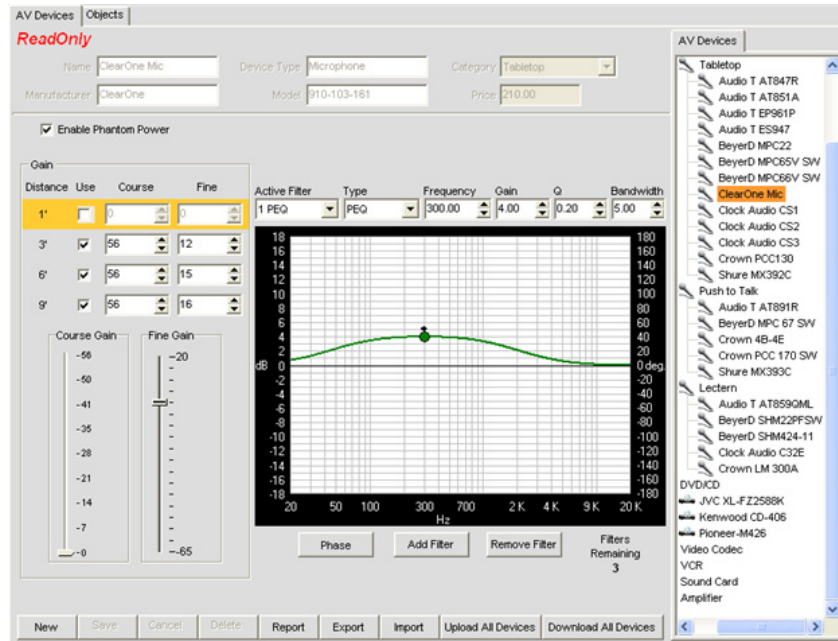 AV Devices Objects
ReadOnly
Name ClearOne Mic Device Type Microphone Category Tabletop
Manufacturer ClearOne Model 910-103-161 Price 210.00
Enable Phantom Power
Gain
Distance Use Course Fine
1' 0 0
3' 56 12
6' 56 15
9' 56 16
Course Gain Fine Gain
-56
-50
-41
-35
-28
-21
-14
-7
-0
-20
--65
Active Filter Type Frequency Gain Q Bandwidth
1 PEQ PEQ 300.00 4.00 0.20 5.00
18 180
16 160
14 140
12 120
10 100
8 80
6 60
4 40
2 20
dB 0 0 deg.
-2 -20
-4 -40
-6 -60
-8 -80
-10 -100
-12 -120
-14 -140
-16 -160
-18 -180
20 50 100 300 700 2 K 4 K 9 K 20 K
Hz
Phase Add Filter Remove Filter Filters
Remaining
3
New Save Cancel Delete Report Export Import Upload All Devices Download All Devices
AV Devices
Tabletop
Audio T AT847R
Audio T AT851A
Audio T EP961P
Audio T ES947
BeyerD MPC22
BeyerD MPC65V SW
BeyerD MPC66V SW
ClearOne Mic
Clock Audio CS1
Clock Audio CS2
Clock Audio CS3
Crown PCC130
Shure MX392C
Push to Talk
Audio T AT891R
BeyerD MPC 67 SW
Crown 4B-4E
Crown PCC 170 SW
Shure MX393C
Lectern
Audio T AT859QML
BeyerD SHM22PFSW
BeyerD SHM424-11
Clock Audio C32E
Crown LM 300A
DVD/CD
JVC XL-FZ258BK
Kenwood CD-406
Pioneer-M426
Video Codec
VCR
Sound Card
Amplifier